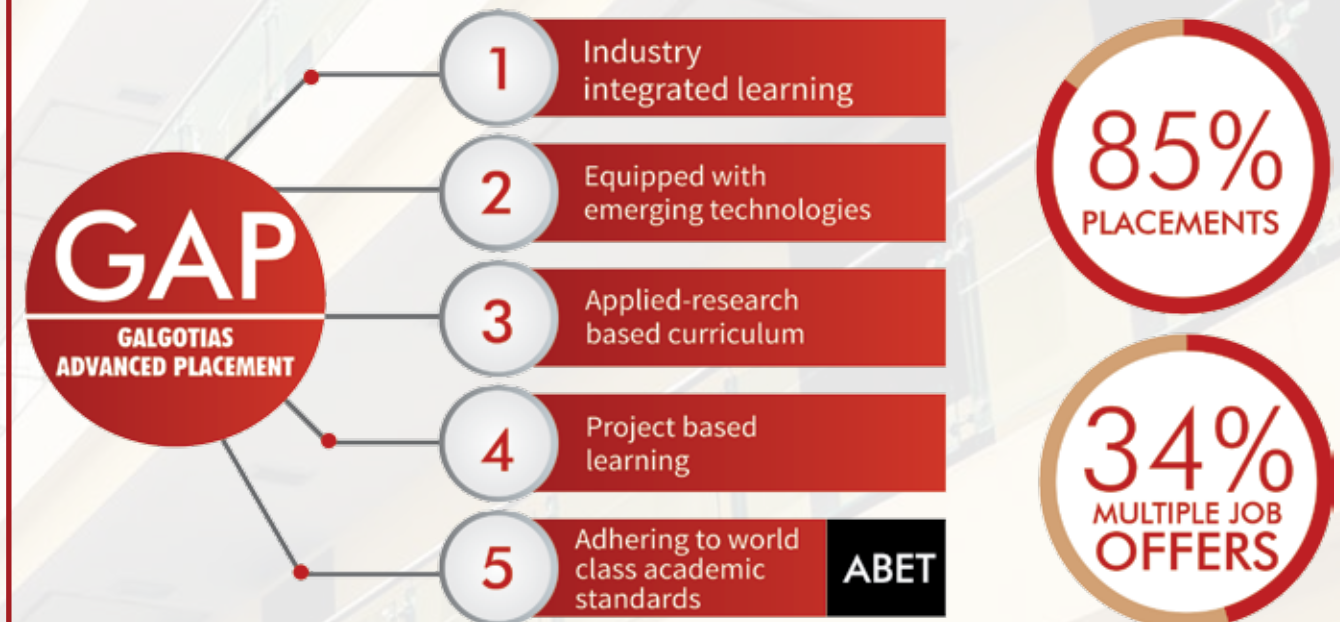 GAP
GALGOTIAS
ADVANCED PLACEMENT
1
Industry
integrated learning
2
Equipped with
emerging technologies
3
Applied-research
based curriculum
4
Project based
learning
5
Adhering to world
class academic
standards
ABET
85%
PLACEMENTS
34%
MULTIPLE JOB
OFFERS